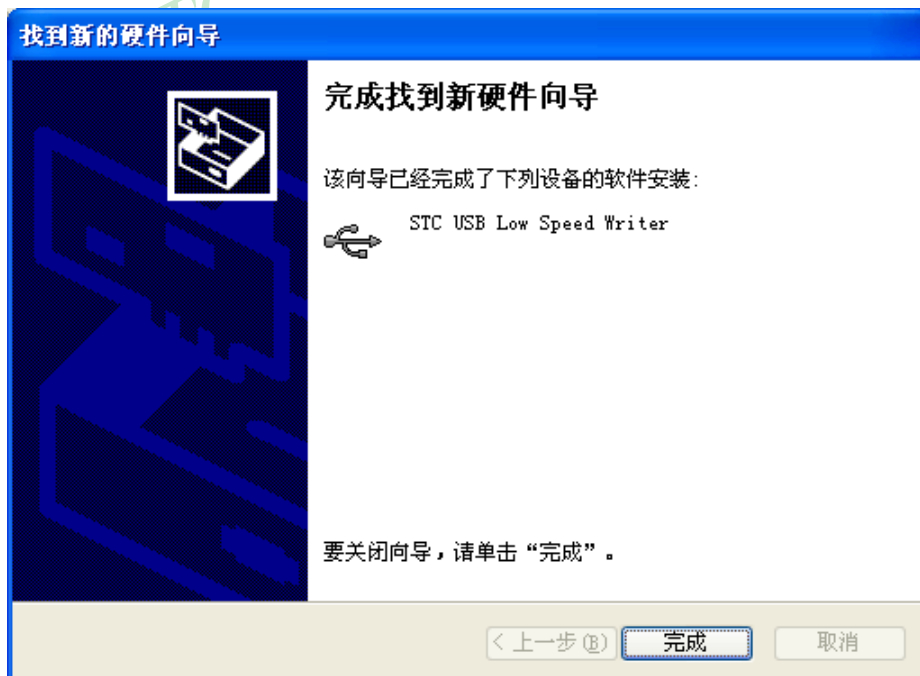 找到新的硬件向导
完成找到新硬件向导
该向导已经完成了下列设备的软件安装:
STC USB Low Speed Writer
要关闭向导，请单击“完成”。
< 上一步(B)
完成
取消